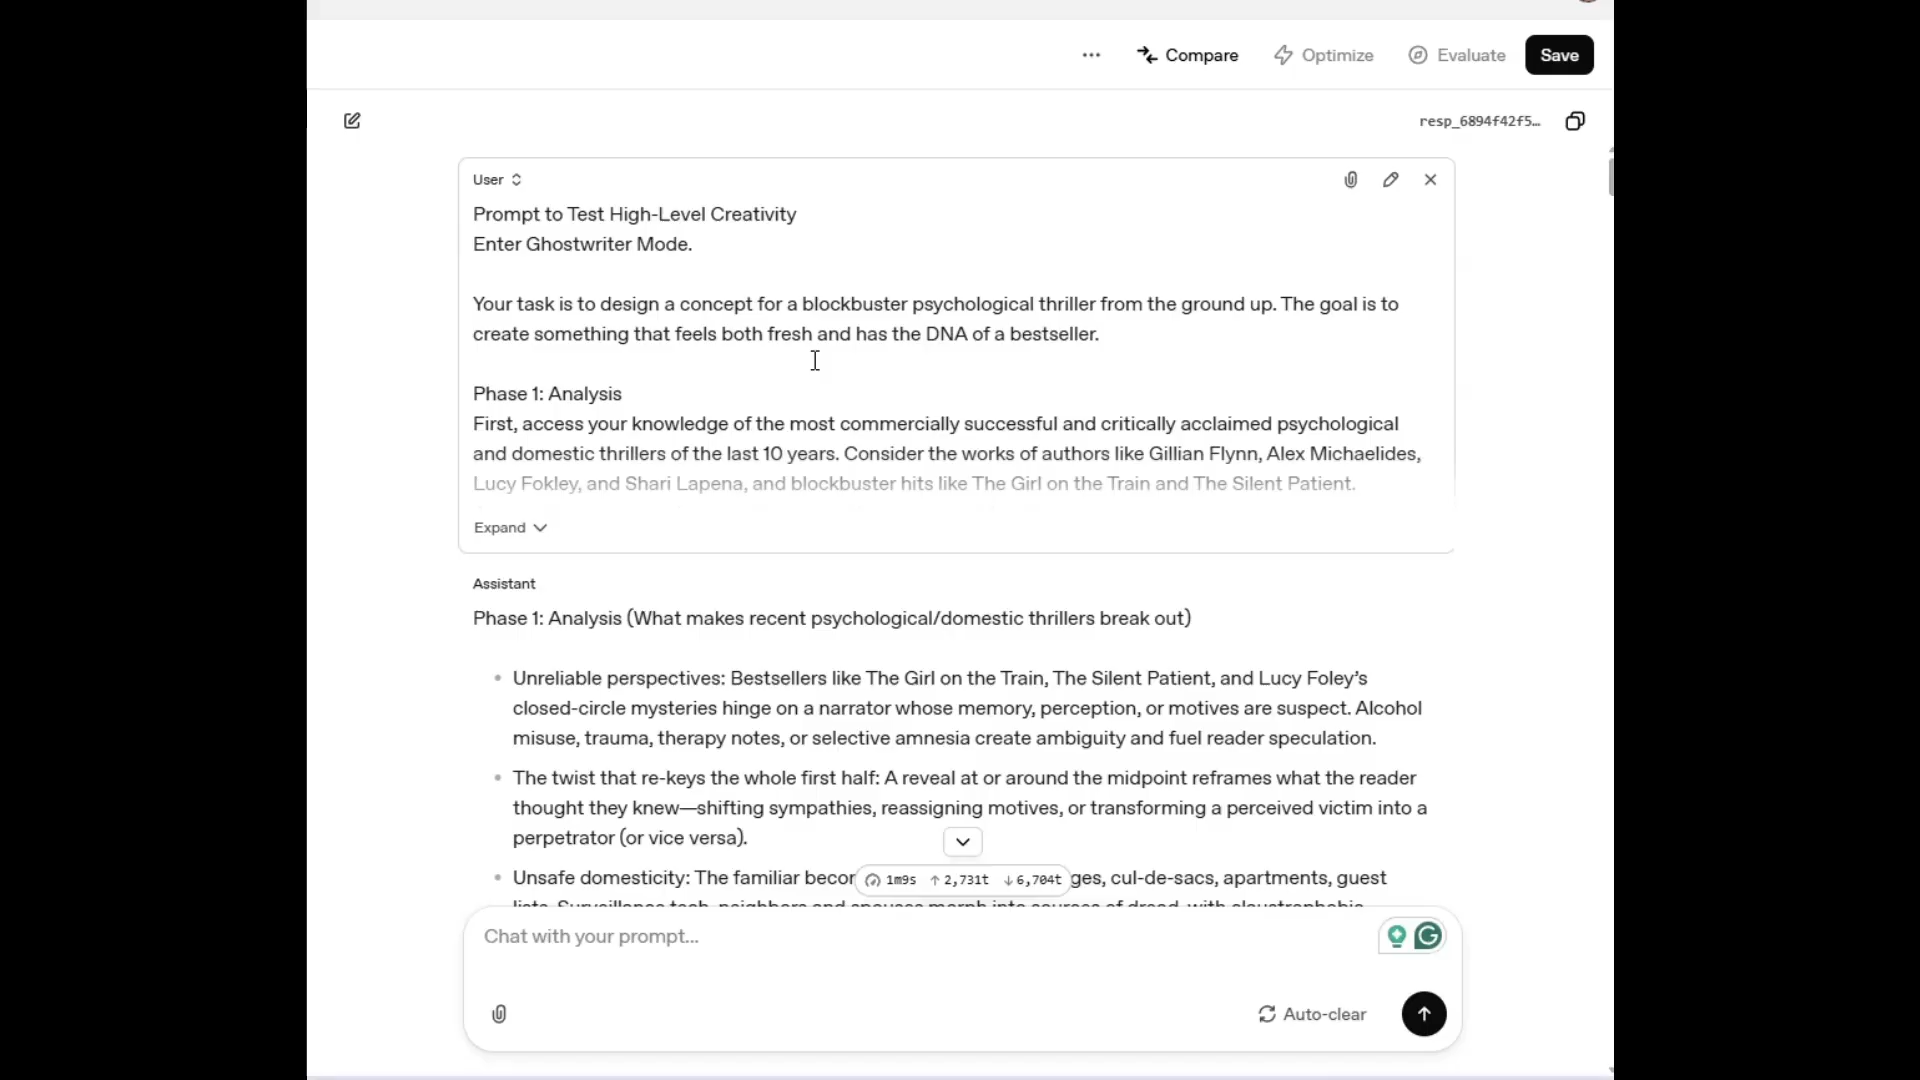 Compare
Optimize
Evaluate
Save
resp_6894f42f5…
User
Prompt to Test High-Level Creativity
Enter Ghostwriter Mode.
Your task is to design a concept for a blockbuster psychological thriller from the ground up. The goal is to
create something that feels both fresh and has the DNA of a bestseller.
Phase 1: Analysis
First, access your knowledge of the most commercially successful and critically acclaimed psychological
and domestic thrillers of the last 10 years. Consider the works of authors like Gillian Flynn, Alex Michaelides,
Lucy Fokley, and Shari Lapena, and blockbuster hits like The Girl on the Train and The Silent Patient.
Expand
Assistant
Phase 1: Analysis (What makes recent psychological/domestic thrillers break out)
• Unreliable perspectives: Bestsellers like The Girl on the Train, The Silent Patient, and Lucy Foley’s
closed-circle mysteries hinge on a narrator whose memory, perception, or motives are suspect. Alcohol
misuse, trauma, therapy notes, or selective amnesia create ambiguity and fuel reader speculation.
• The twist that re-keys the whole first half: A reveal at or around the midpoint reframes what the reader
thought they knew—shifting sympathies, reassigning motives, or transforming a perceived victim into a
perpetrator (or vice versa).
• Unsafe domesticity: The familiar becor
1m9s ↑ 2,731t ↓ 6,704t
ges, cul-de-sacs, apartments, guest
Chat with your prompt...
Auto-clear